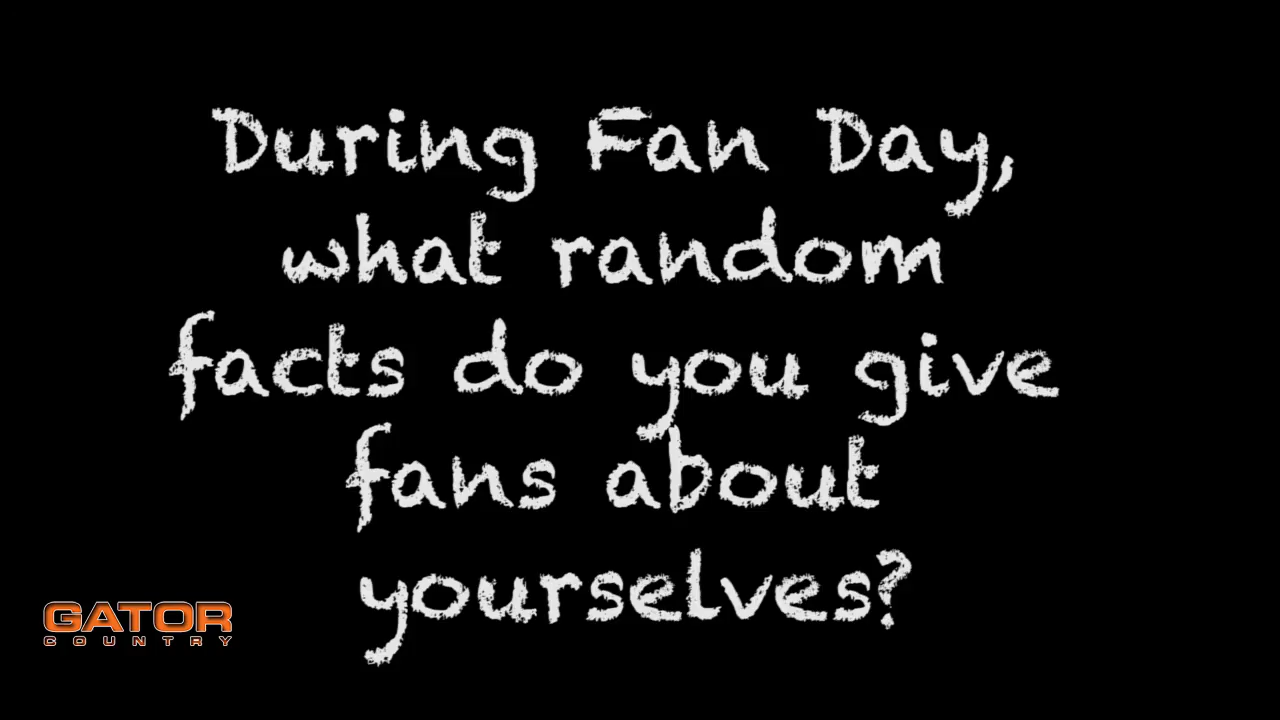 During Fan Day,
what random
facts do you give
fans about
yourselves?
GATOR
COUNTRY